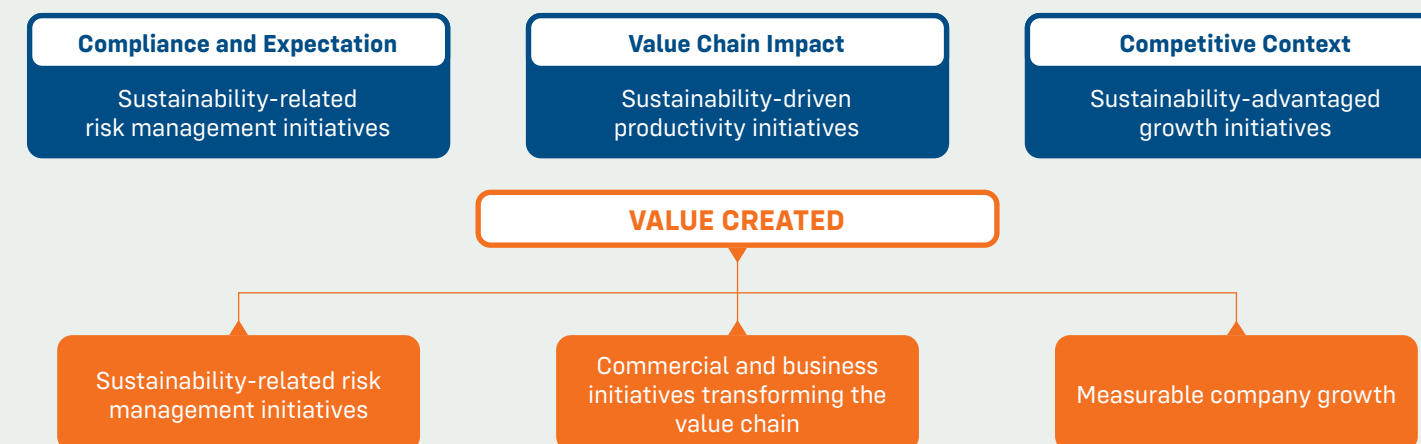 Compliance and Expectation
Sustainability-related
risk management initiatives
Value Chain Impact
Sustainability-driven
productivity initiatives
Competitive Context
Sustainability-advantaged
growth initiatives
VALUE CREATED
Sustainability-related risk
management initiatives
Commercial and business
initiatives transforming the
value chain
Measurable company growth